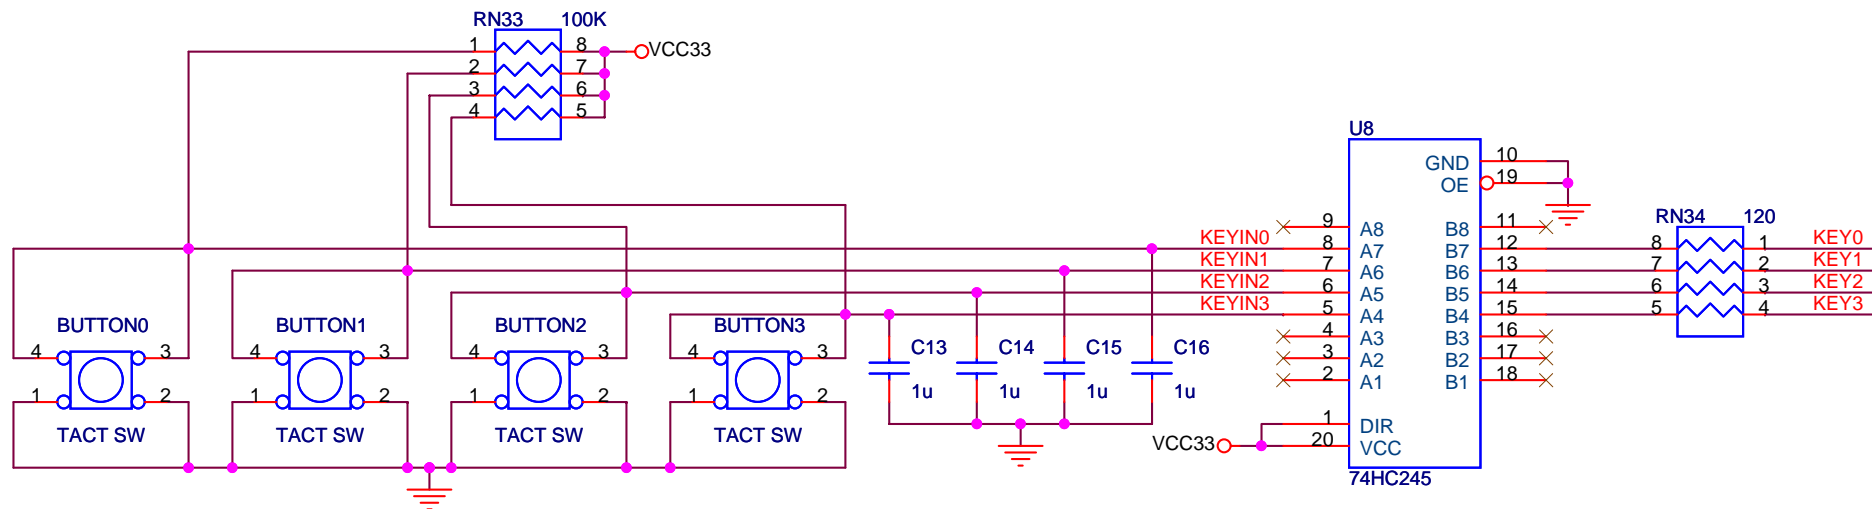 RN33 100K
1 8 VCC33
2 7
3 6
4 5
U8
GND 10
OE 19
RN34 120
9 A8 B8 11
KEYIN0 8 A7 B7 12 8 1 KEY0
KEYIN1 7 A6 B6 13 7 2 KEY1
KEYIN2 6 A5 B5 14 6 3 KEY2
KEYIN3 5 A4 B4 15 5 4 KEY3
BUTTON0 BUTTON1 BUTTON2 BUTTON3 4 A3 B3 16
4 3 4 3 4 3 4 3 C13 C14 C15 C16 3 A2 B2 17
1 2 1 2 1 2 1 2 1u 1u 1u 1u 2 A1 B1 18
1 DIR
TACT SW TACT SW TACT SW TACT SW VCC33 20 VCC
74HC245